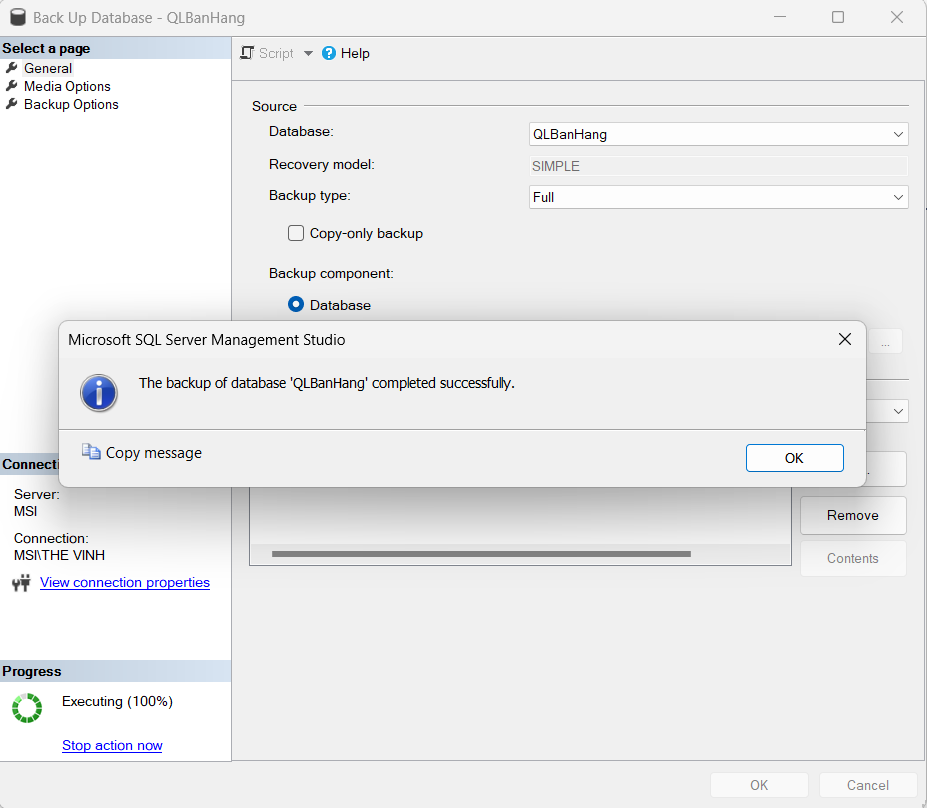 Back Up Database - QLBanHang
Select a page
General
Media Options
Backup Options
Script
Help
Source
Database:
QLBanHang
Recovery model:
SIMPLE
Backup type:
Full
Copy-only backup
Backup component:
Database
...
Microsoft SQL Server Management Studio
The backup of database 'QLBanHang' completed successfully.
Copy message
OK
Connecti
Server:
MSI
Connection:
MSI\THE VINH
View connection properties
Remove
Contents
Progress
Executing (100%)
Stop action now
OK
Cancel